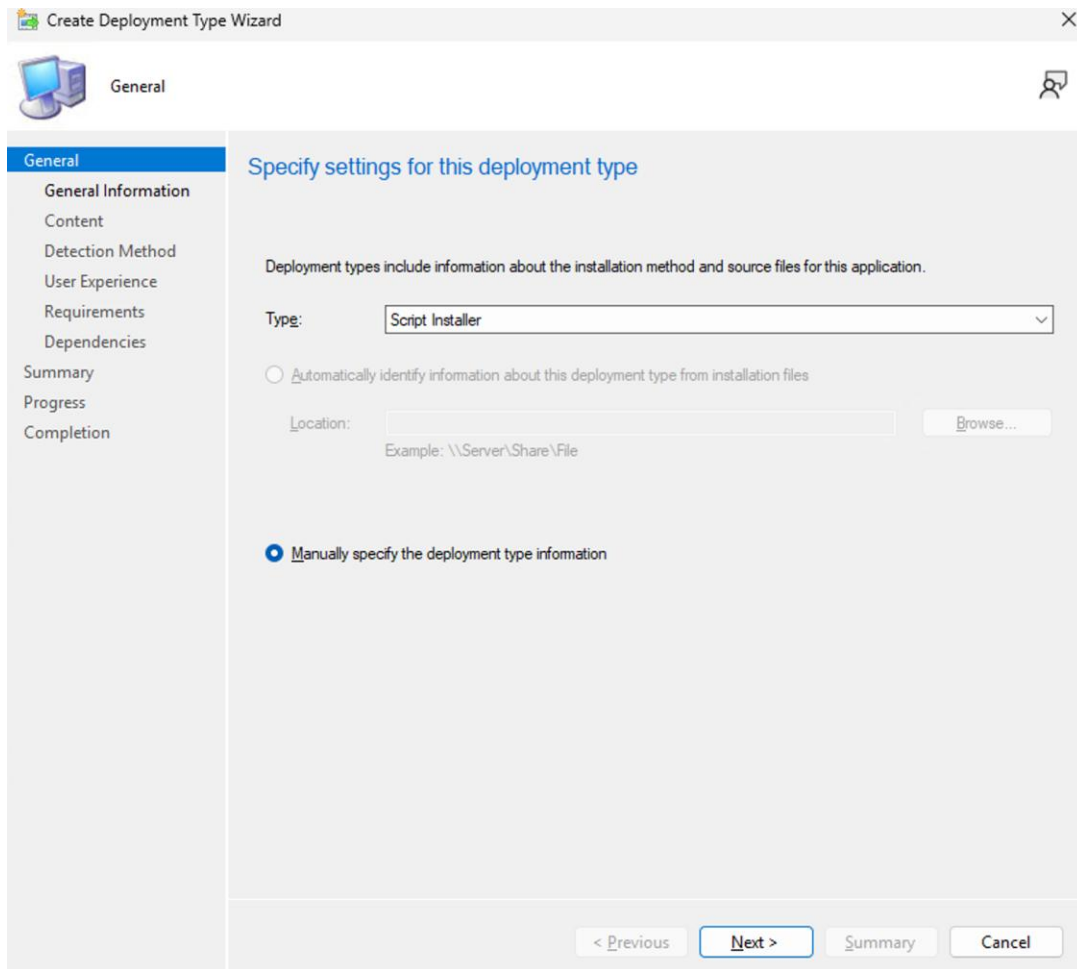 Create Deployment Type Wizard
General
General
General Information
Content
Detection Method
User Experience
Requirements
Dependencies
Summary
Progress
Completion
Specify settings for this deployment type
Deployment types include information about the installation method and source files for this application.
Type: Script Installer
Automatically identify information about this deployment type from installation files
Location: Browse...
Example: \\Server\Share\File
Manually specify the deployment type information
< Previous Next > Summary Cancel